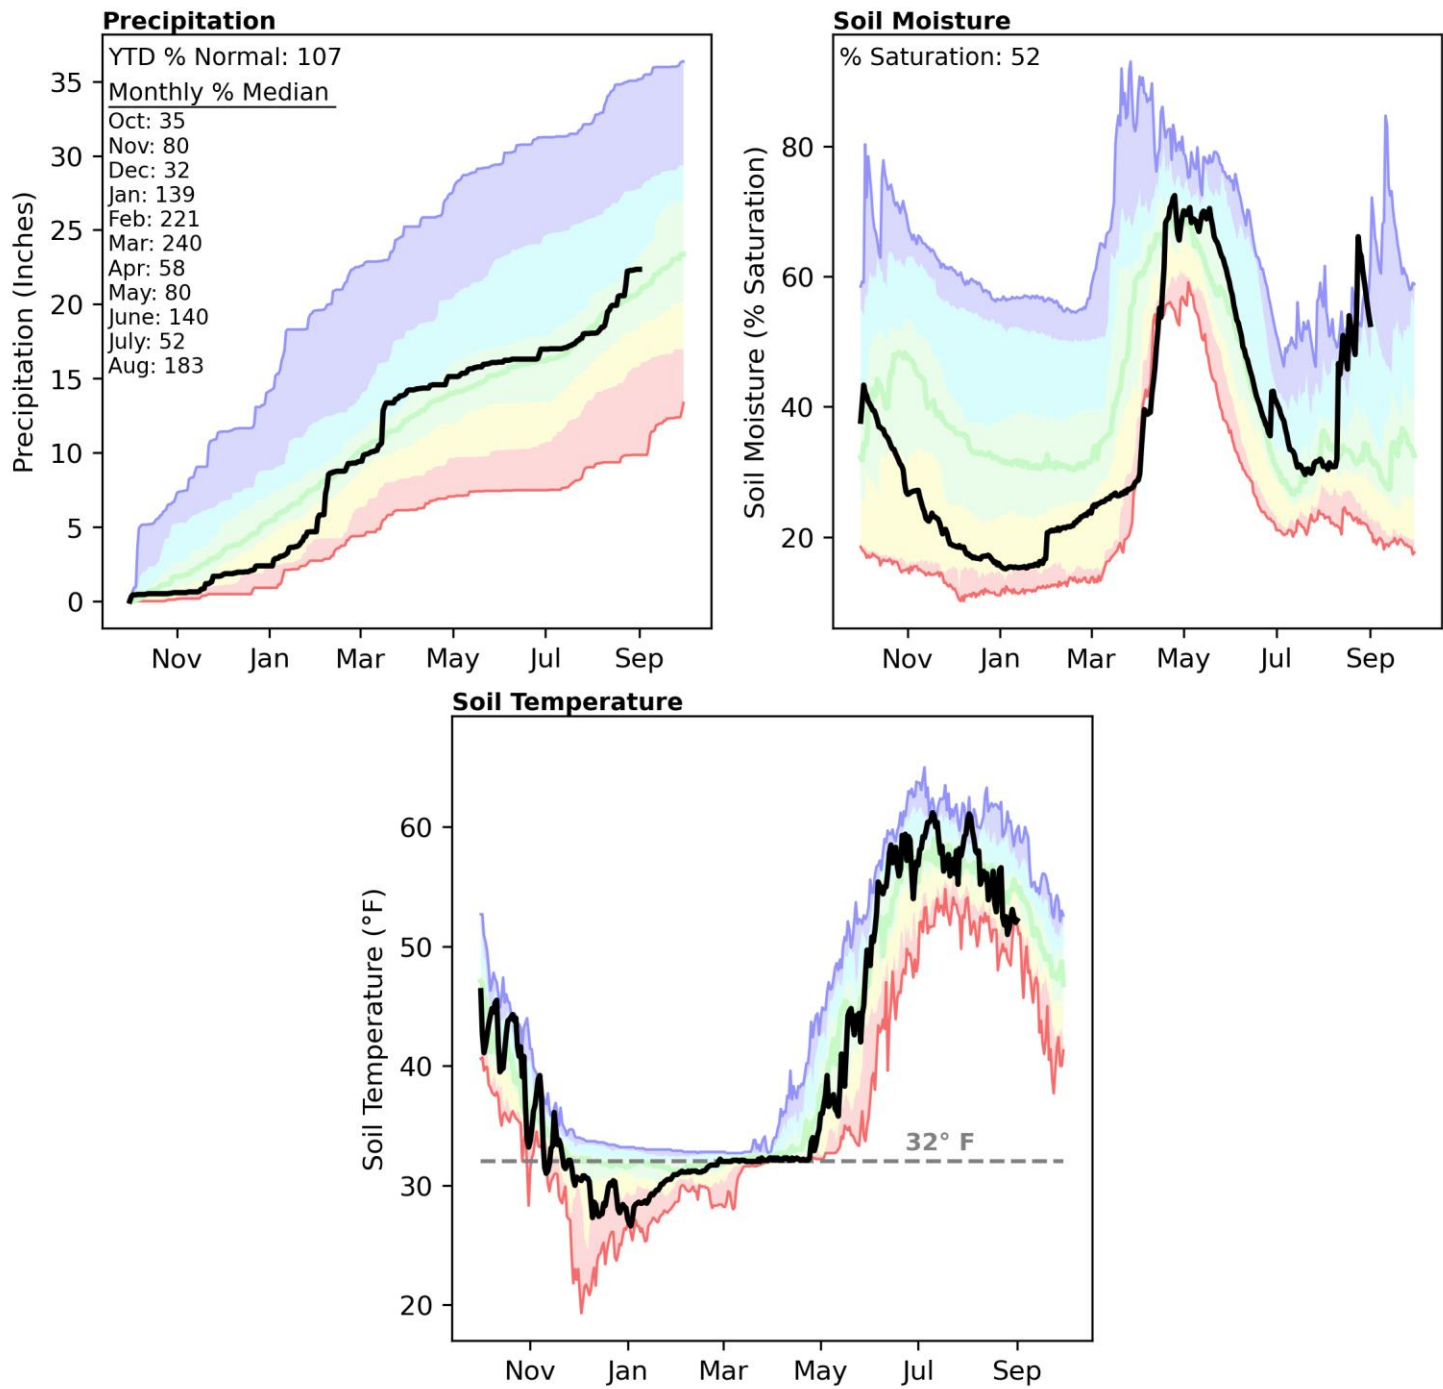 Precipitation
YTD % Normal: 107
Monthly % Median
Oct: 35
Nov: 80
Dec: 32
Jan: 139
Feb: 221
Mar: 240
Apr: 58
May: 80
June: 140
July: 52
Aug: 183
Precipitation (Inches)
35
30
25
20
15
10
5
0
Nov Jan Mar May Jul Sep
Soil Moisture
% Saturation: 52
Soil Moisture (% Saturation)
80
60
40
20
Nov Jan Mar May Jul Sep
Soil Temperature
Soil Temperature (°F)
60
50
40
30
20
32° F
Nov Jan Mar May Jul Sep